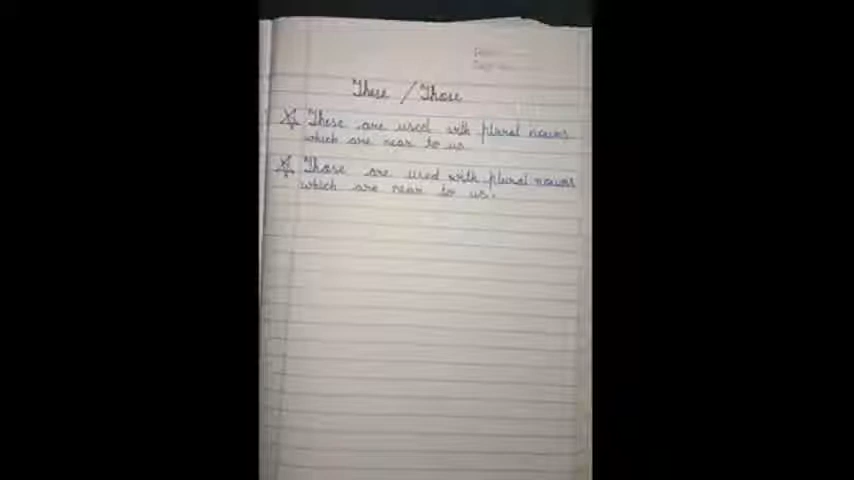 These / Those
These are used with plural nouns
which are near to us
Those are used with plural nouns
which are near to us.